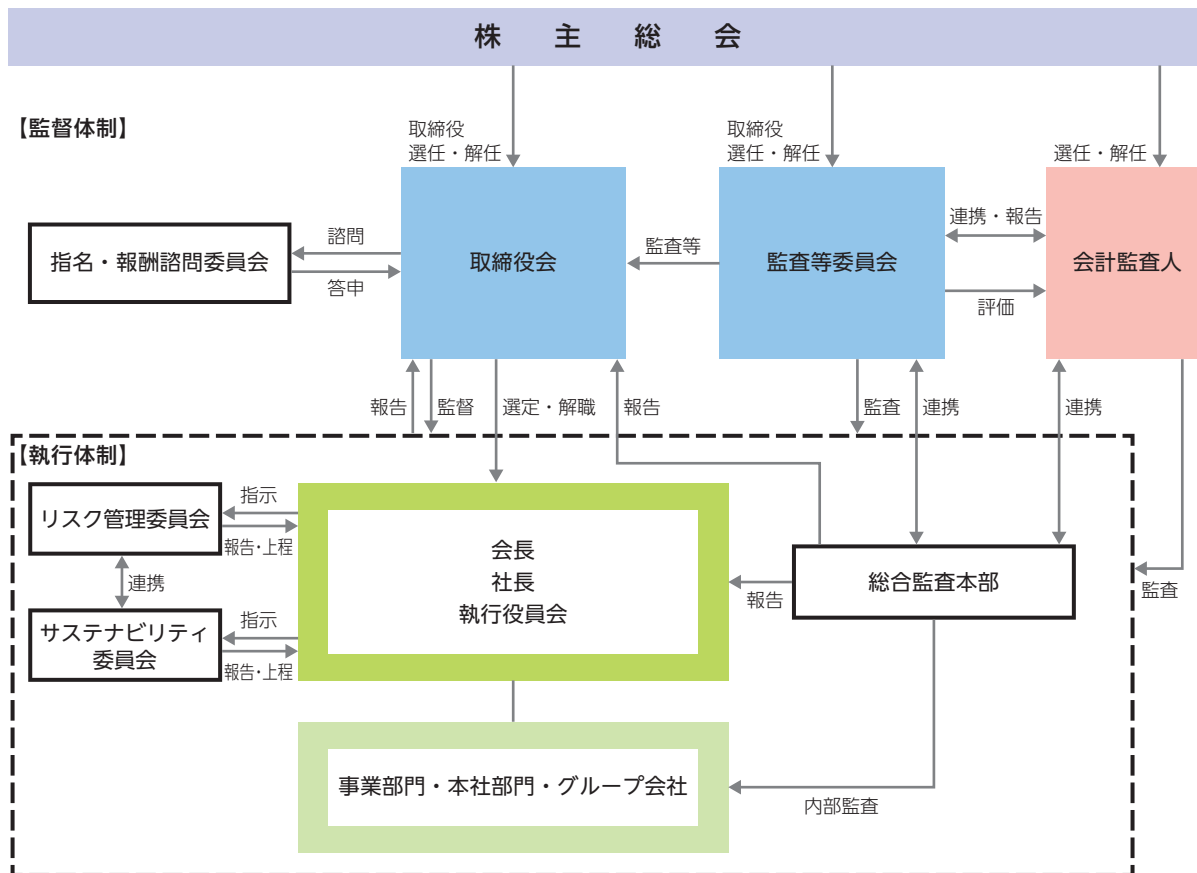 株主総会
【監督体制】
取締役
選任・解任
取締役
選任・解任
選任・解任
指名・報酬諮問委員会
諮問
答申
取締役会
監査等
監査等委員会
連携・報告
評価
会計監査人
報告
監督
選定・解職
報告
監査
連携
連携
【執行体制】
リスク管理委員会
指示
報告・上程
連携
サステナビリティ
委員会
指示
報告・上程
会長
社長
執行役員会
報告
総合監査本部
監査
事業部門・本社部門・グループ会社
内部監査